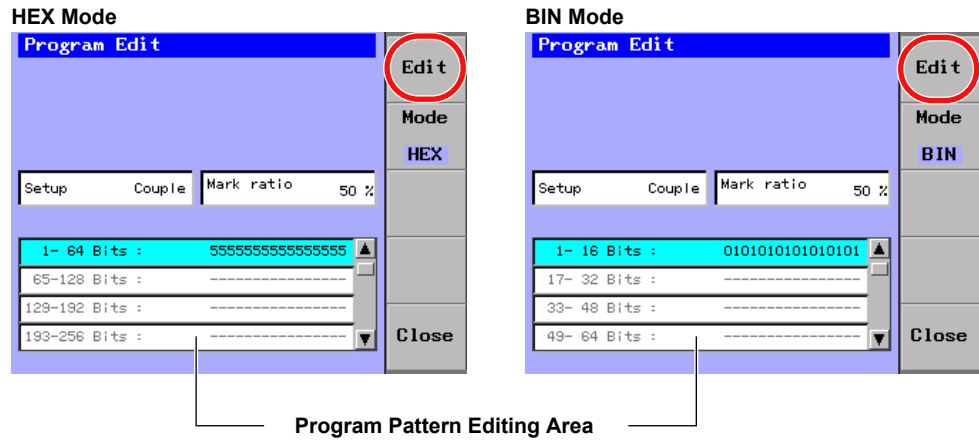 HEX Mode
Program Edit
Edit
Mode
HEX
Setup Couple
Mark ratio 50 %
1- 64 Bits : 5555555555555555
65-128 Bits : ----------------
129-192 Bits : ----------------
193-256 Bits : ----------------
Close
BIN Mode
Program Edit
Edit
Mode
BIN
Setup Couple
Mark ratio 50 %
1- 16 Bits : 0101010101010101
17- 32 Bits : ----------------
33- 48 Bits : ----------------
49- 64 Bits : ----------------
Close
Program Pattern Editing Area